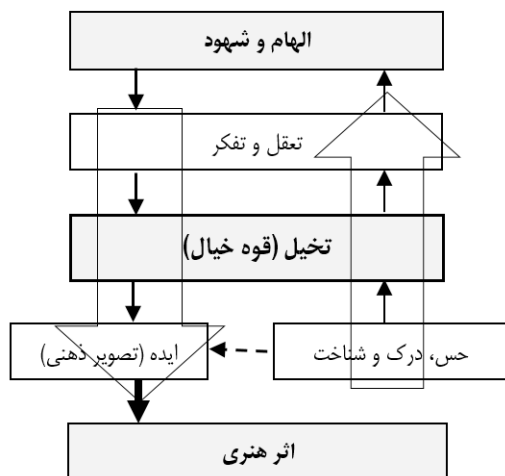 الهام و شهود
تعقل و تفکر
تخیل (قوه خیال)
حس، درک و شناخت
ایده (تصویر ذهنی)
اثر هنری